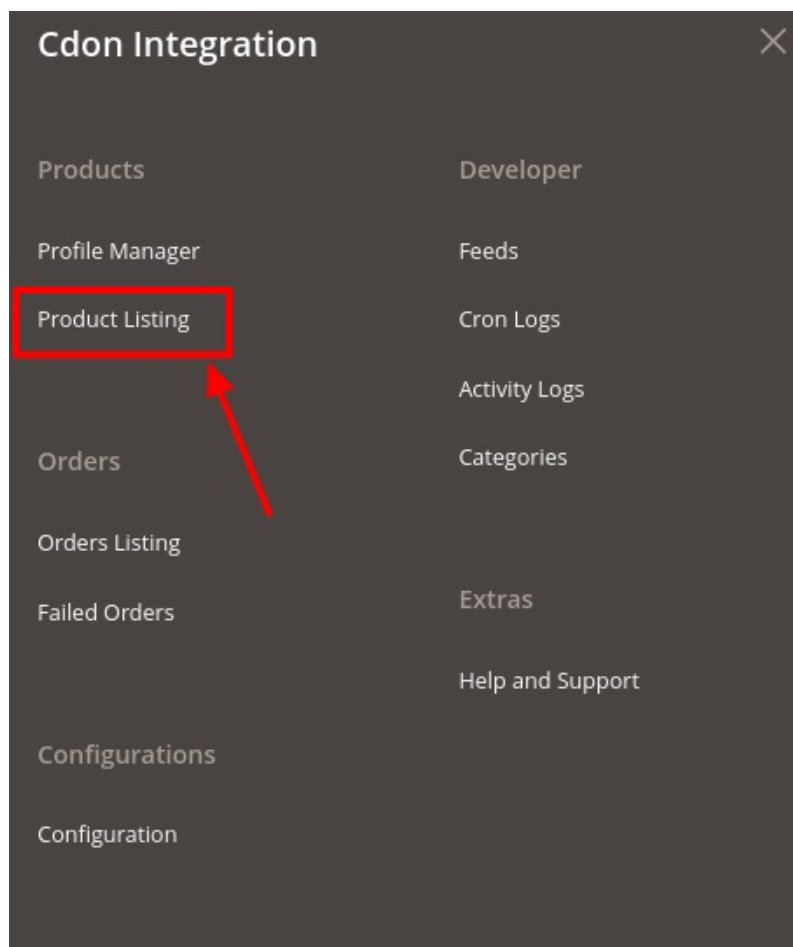 Cdon Integration
Products
Profile Manager
Product Listing
Orders
Orders Listing
Failed Orders
Configurations
Configuration
Developer
Feeds
Cron Logs
Activity Logs
Categories
Extras
Help and Support